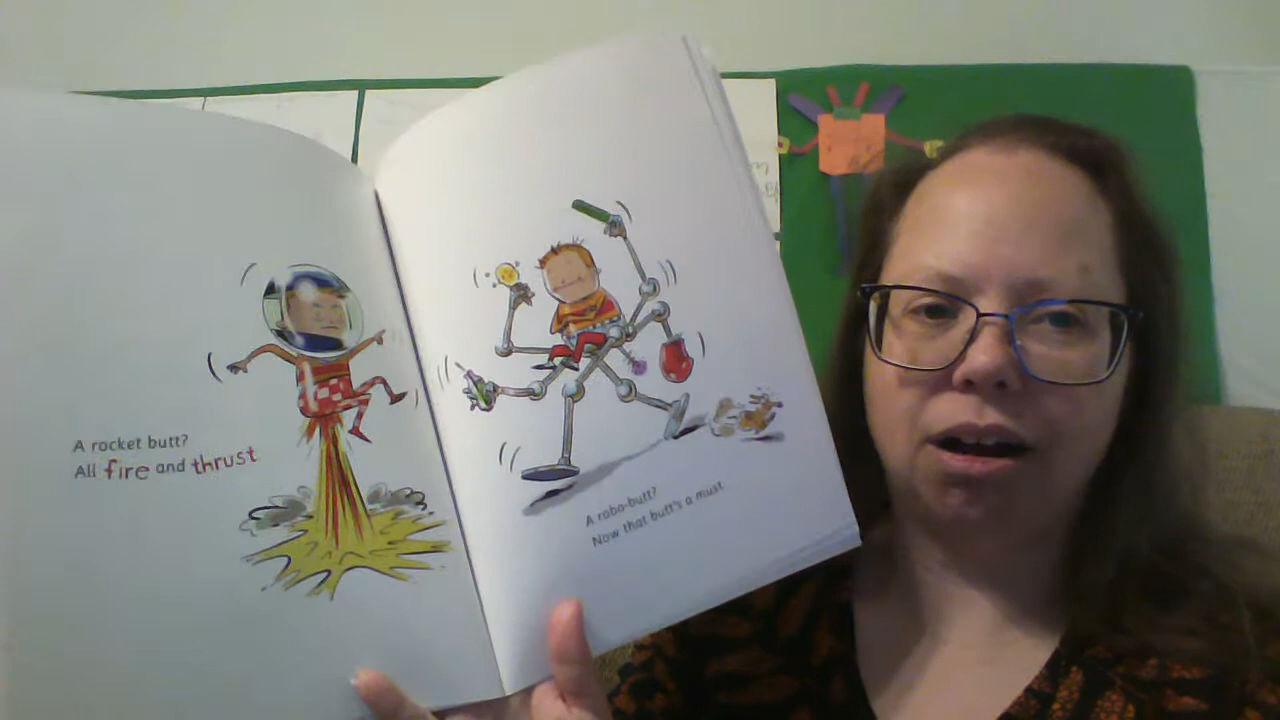 A rocket butt?
All fire and thrust
A robo-butt?
Now that butt's a must.